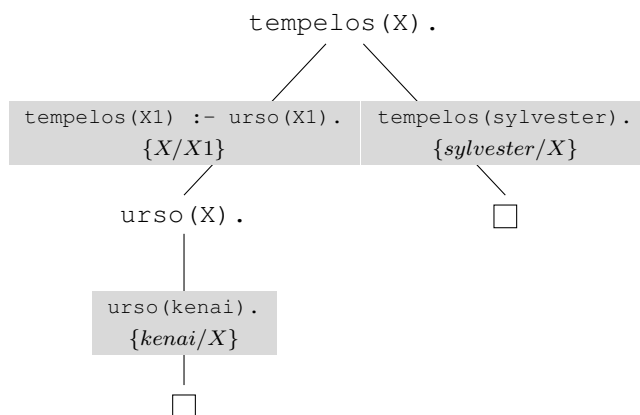 tempelos(X).
tempelos(X1) :- urso(X1).
{X/X1}
tempelos(sylvester).
{sylvester/X}
urso(X).
urso(kenai).
{kenai/X}